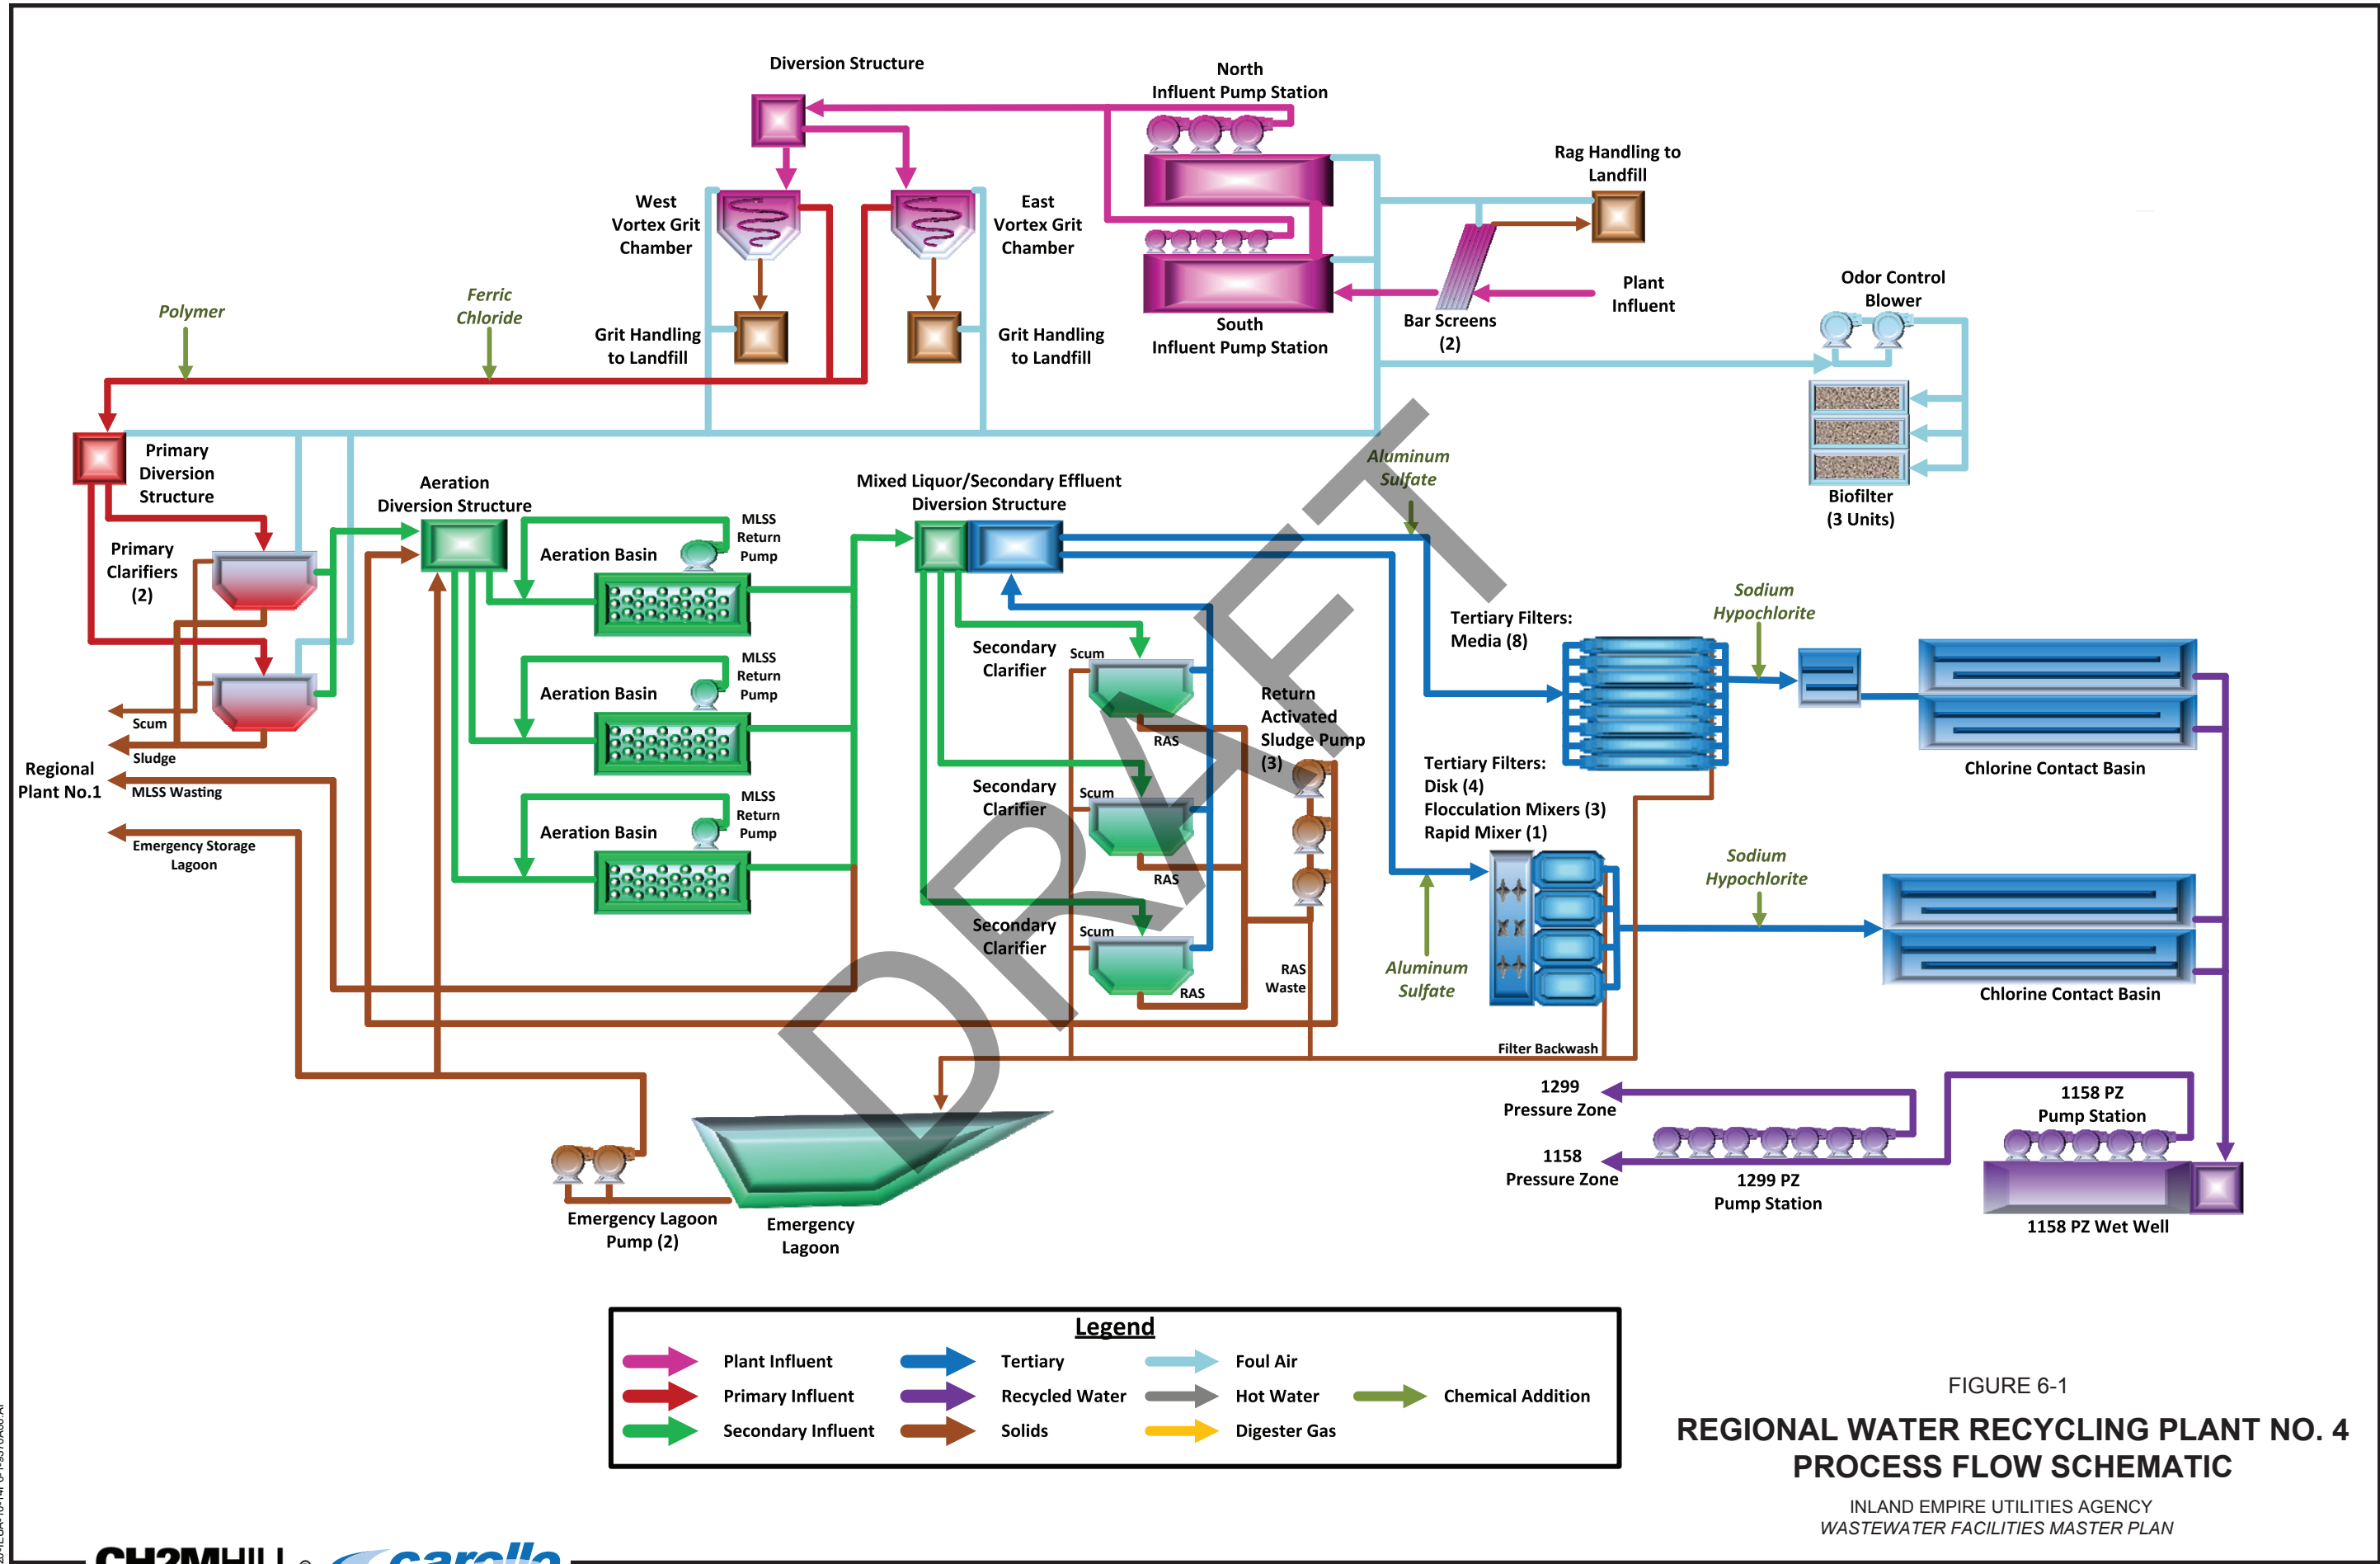 Diversion Structure
North
Influent Pump Station
Rag Handling to
Landfill
West
Vortex Grit
Chamber
East
Vortex Grit
Chamber
Plant
Influent
Odor Control
Blower
Polymer
Ferric
Chloride
Grit Handling
to Landfill
Grit Handling
to Landfill
South
Influent Pump Station
Bar Screens
(2)
Primary
Diversion
Structure
Aeration
Diversion Structure
Mixed Liquor/Secondary Effluent
Diversion Structure
Aluminum
Sulfate
Biofilter
(3 Units)
Primary
Clarifiers
(2)
Aeration Basin
MLSS
Return
Pump
Aeration Basin
MLSS
Return
Pump
Aeration Basin
MLSS
Return
Pump
Secondary
Clarifier
Scum
RAS
Secondary
Clarifier
Scum
RAS
Secondary
Clarifier
Scum
RAS
Return
Activated
Sludge Pump
(3)
RAS
Waste
Tertiary Filters:
Media (8)
Sodium
Hypochlorite
Chlorine Contact Basin
Tertiary Filters:
Disk (4)
Flocculation Mixers (3)
Rapid Mixer (1)
Sodium
Hypochlorite
Aluminum
Sulfate
Chlorine Contact Basin
Scum
Sludge
Regional
Plant No.1
MLSS Wasting
Emergency Storage
Lagoon
Filter Backwash
1299
Pressure Zone
1158
Pressure Zone
1158 PZ
Pump Station
1299 PZ
Pump Station
1158 PZ Wet Well
Emergency Lagoon
Pump (2)
Emergency
Lagoon
DRAFT
Legend
Plant Influent
Primary Influent
Secondary Influent
Tertiary
Recycled Water
Solids
Foul Air
Hot Water
Digester Gas
Chemical Addition
FIGURE 6-1
REGIONAL WATER RECYCLING PLANT NO. 4
PROCESS FLOW SCHEMATIC
INLAND EMPIRE UTILITIES AGENCY
WASTEWATER FACILITIES MASTER PLAN
CH2MHILL®
carollo